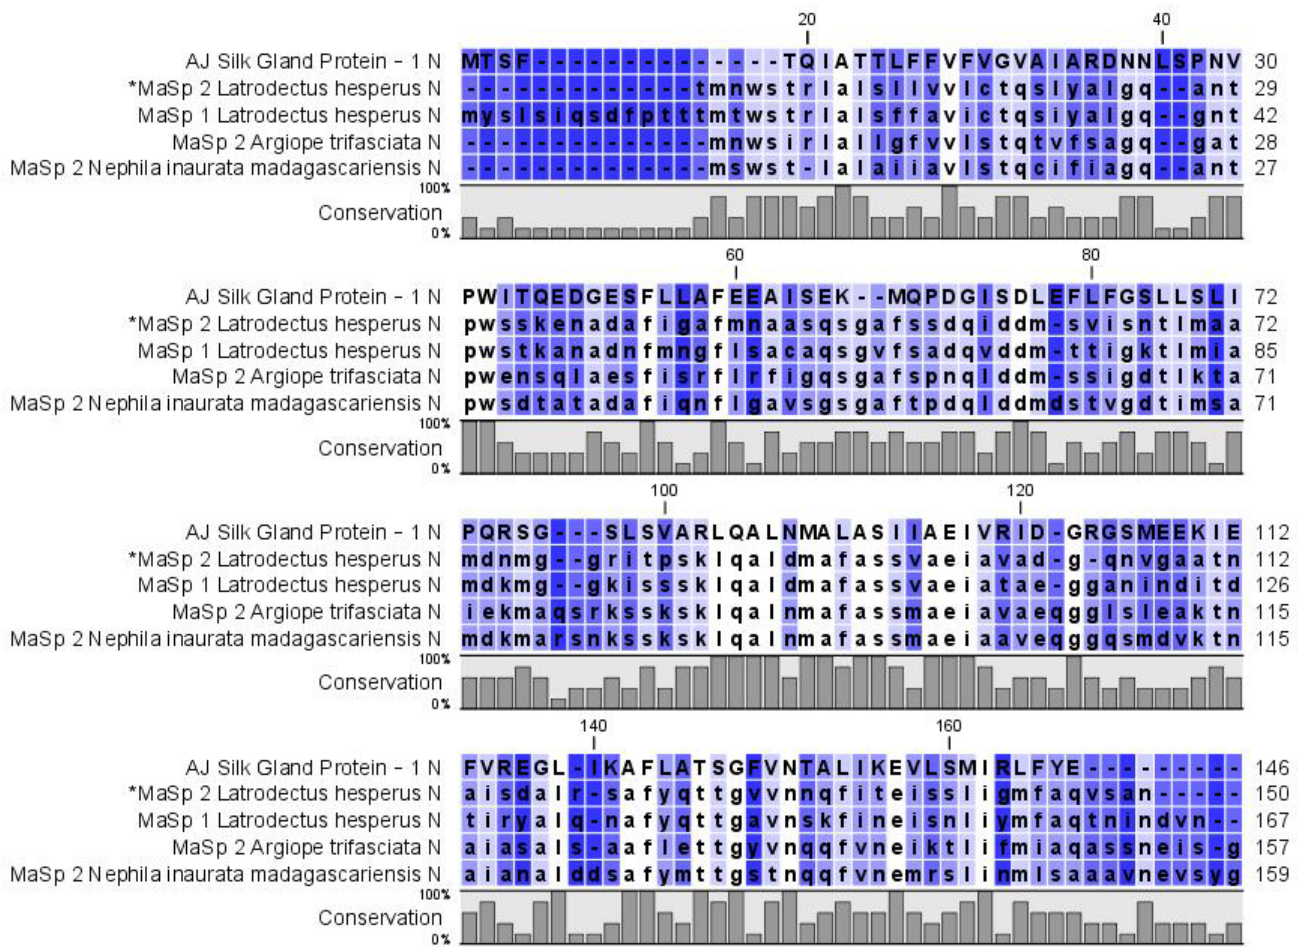 20 40
AJ Silk Gland Protein – 1 N MTSF--------------TQIATTLFFVFVGVAIARDNNLSPNV 30
*MaSp 2 Latrodectus hesperus N -------------tmnwstrlalsllvvlctqslyalgq--ant 29
MaSp 1 Latrodectus hesperus N myslsiqsdfptttmtwstrlalsffavictqsiyalgq--gnt 42
MaSp 2 Argiope trifasciata N --------------mnwsirlallgfvvlstqtvfsagq--gat 28
MaSp 2 Nephila inaurata madagascariensis N --------------mswst-lalaiiavlstqcifiagq--ant 27
100%
Conservation
0%
60 80
AJ Silk Gland Protein – 1 N PWITQEDGESFLLAFEEAISEK--MQPDGISDLEFLFGSLLSLI 72
*MaSp 2 Latrodectus hesperus N pwsskenadafigafmnaasqsgafssdqiddm-svisntlmaa 72
MaSp 1 Latrodectus hesperus N pwstkanadnfmngflsacaqsgvfsadqvddm-ttigktlmia 85
MaSp 2 Argiope trifasciata N pwensqlaesfisrflrfigqsgafspnqlddm-ssigdtlkta 71
MaSp 2 Nephila inaurata madagascariensis N pwsdtatadafiqnflgavsgsgaftpdqlddmdstvgdtimsa 71
100%
Conservation
0%
100 120
AJ Silk Gland Protein – 1 N PQRSG---SLSVARLQALNMALASIIAEIVRID-GRGSMEEKIE 112
*MaSp 2 Latrodectus hesperus N mdnmg--gritpsklqaldmafassvaeiavad-g-qnvgaatn 112
MaSp 1 Latrodectus hesperus N mdkmg--gkisssklqaldmafassvaeiatae-gganinditd 126
MaSp 2 Argiope trifasciata N iekmaqsrkssksklqalnmafassmaeiavaeqgglsleaktn 115
MaSp 2 Nephila inaurata madagascariensis N mdkmarsnkssksklqalnmafassmaeiaaveqggqsmdvktn 115
100%
Conservation
0%
140 160
AJ Silk Gland Protein – 1 N FVREGL-IKAFLATSGFVNTALIKEVLSMIRLFYE--------- 146
*MaSp 2 Latrodectus hesperus N aisdalr-safyqttgvvnnqfiteissligmfaqvsan----- 150
MaSp 1 Latrodectus hesperus N tiryalq-nafyqttgavnskfineisnliymfaqtnindvn-- 167
MaSp 2 Argiope trifasciata N aiasals-aaflettgyvnqqfvneiktlifmiaqassneis-g 157
MaSp 2 Nephila inaurata madagascariensis N aianalddsafymttgstnqqfvnemrslinmlsaaavnevsyg 159
100%
Conservation
0%